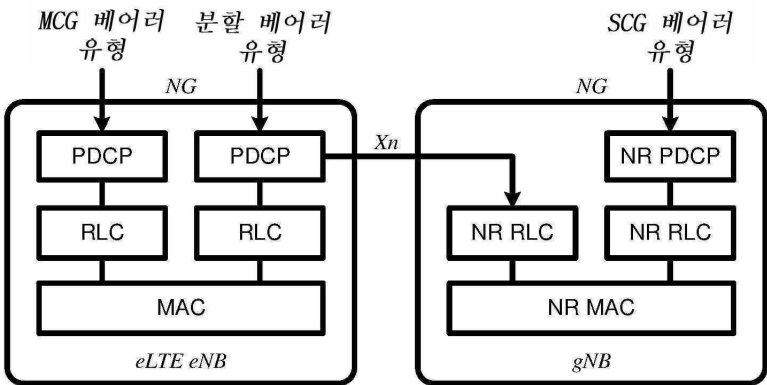 MCG 베어러
유형
분할 베어러
유형
SCG 베어러
유형
NG
NG
PDCP
PDCP
Xn
NR PDCP
RLC
RLC
NR RLC
NR RLC
MAC
NR MAC
eLTE eNB
gNB